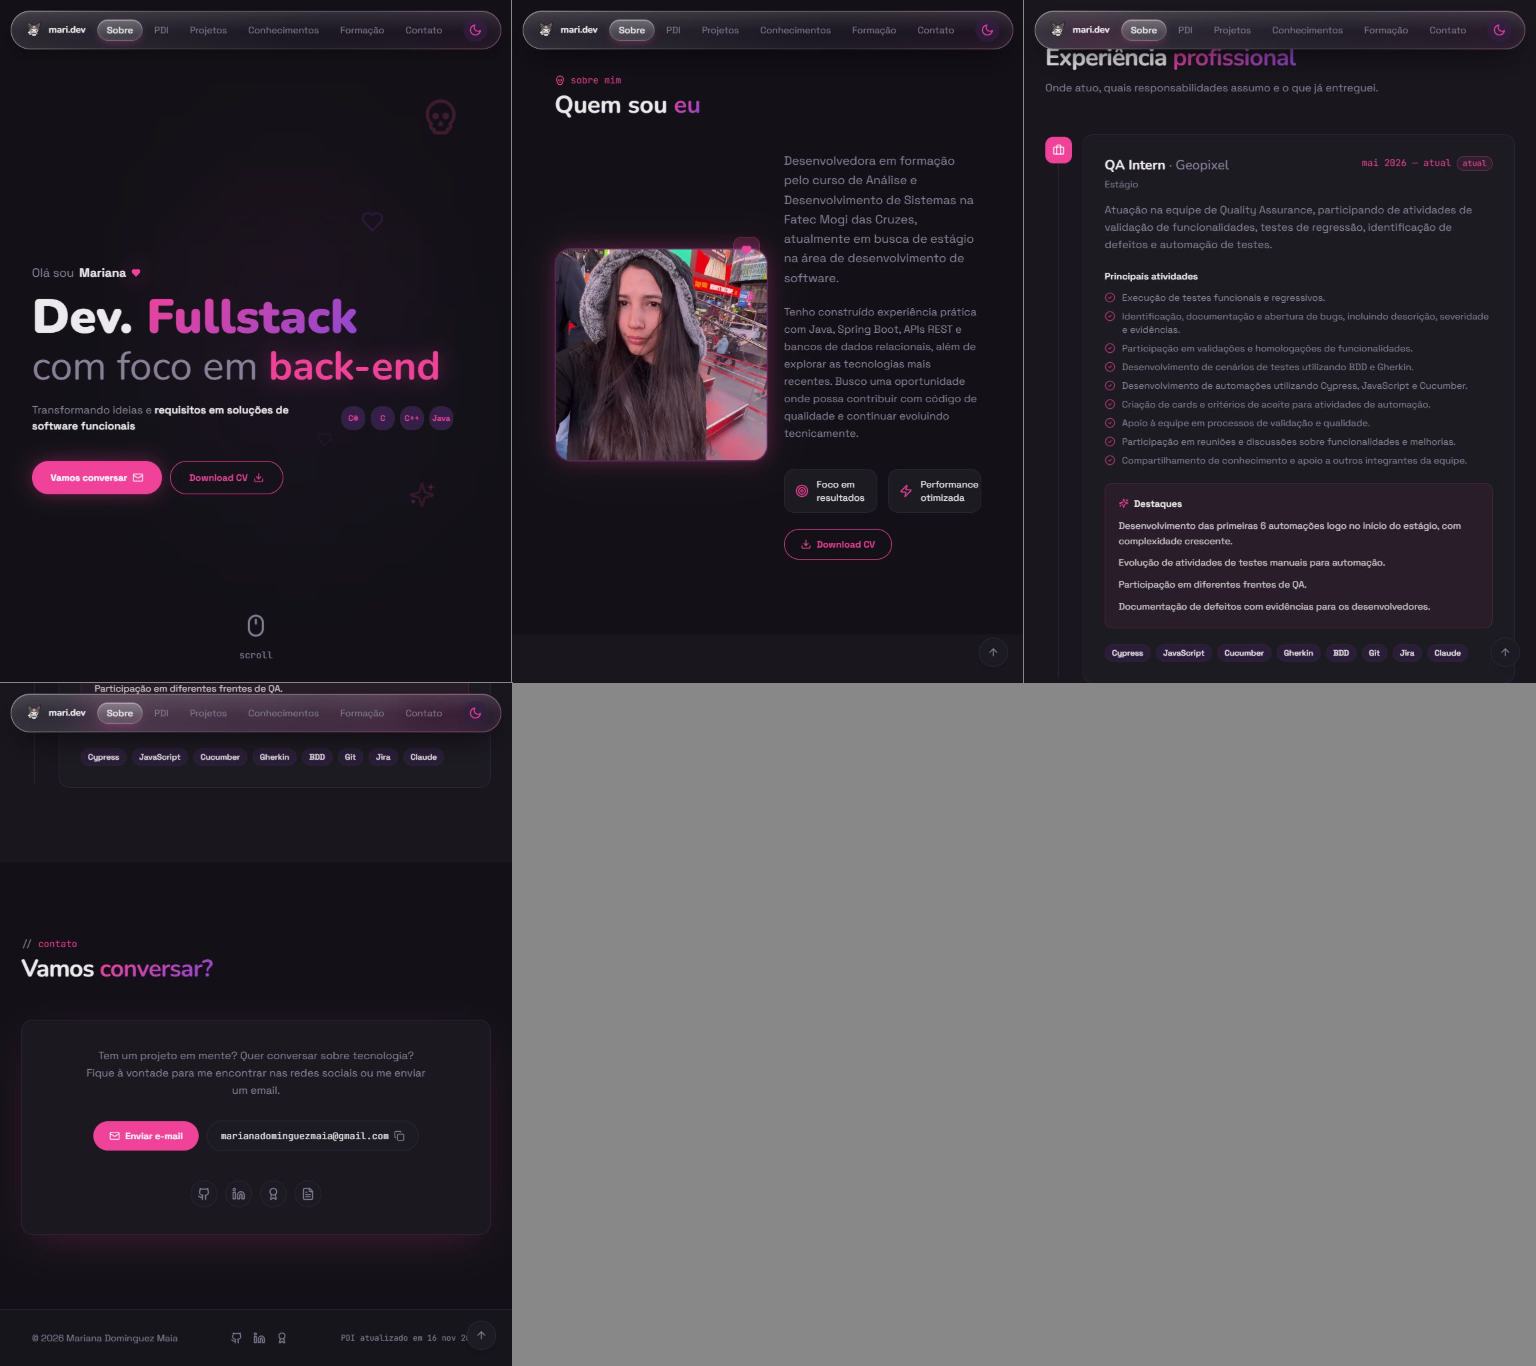 mari.dev Sobre PDI Projetos Conhecimentos Formação Contato
Olá sou Mariana
Dev. Fullstack
com foco em back-end
Transformando ideias e requisitos em soluções de
software funcionais
C# C C++ Java
Vamos conversar Download CV
scroll
mari.dev Sobre PDI Projetos Conhecimentos Formação Contato
sobre mim
Quem sou eu
Desenvolvedora em formação
pelo curso de Análise e
Desenvolvimento de Sistemas na
Fatec Mogi das Cruzes,
atualmente em busca de estágio
na área de desenvolvimento de
software.
Tenho construído experiência prática
com Java, Spring Boot, APIs REST e
bancos de dados relacionais, além de
explorar as tecnologias mais
recentes. Busco uma oportunidade
onde possa contribuir com código de
qualidade e continuar evoluindo
tecnicamente.
Foco em
resultados
Performance
otimizada
Download CV
mari.dev Sobre PDI Projetos Conhecimentos Formação Contato
Experiência profissional
Onde atuo, quais responsabilidades assumo e o que já entreguei.
QA Intern · Geopixel
mai 2026 — atual atual
Estágio
Atuação na equipe de Quality Assurance, participando de atividades de
validação de funcionalidades, testes de regressão, identificação de
defeitos e automação de testes.
Principais atividades
Execução de testes funcionais e regressivos.
Identificação, documentação e abertura de bugs, incluindo descrição, severidade
e evidências.
Participação em validações e homologações de funcionalidades.
Desenvolvimento de cenários de testes utilizando BDD e Gherkin.
Desenvolvimento de automações utilizando Cypress, JavaScript e Cucumber.
Criação de cards e critérios de aceite para atividades de automação.
Apoio à equipe em processos de validação e qualidade.
Participação em reuniões e discussões sobre funcionalidades e melhorias.
Compartilhamento de conhecimento e apoio a outros integrantes da equipe.
Destaques
Desenvolvimento das primeiras 6 automações logo no início do estágio, com
complexidade crescente.
Evolução de atividades de testes manuais para automação.
Participação em diferentes frentes de QA.
Documentação de defeitos com evidências para os desenvolvedores.
Cypress JavaScript Cucumber Gherkin BDD Git Jira Claude
Participação em diferentes frentes de QA.
mari.dev Sobre PDI Projetos Conhecimentos Formação Contato
Cypress JavaScript Cucumber Gherkin BDD Git Jira Claude
// contato
Vamos conversar?
Tem um projeto em mente? Quer conversar sobre tecnologia?
Fique à vontade para me encontrar nas redes sociais ou me enviar
um email.
Enviar e-mail marianadominguezmaia@gmail.com
© 2026 Mariana Dominguez Maia
PDI atualizado em 16 nov